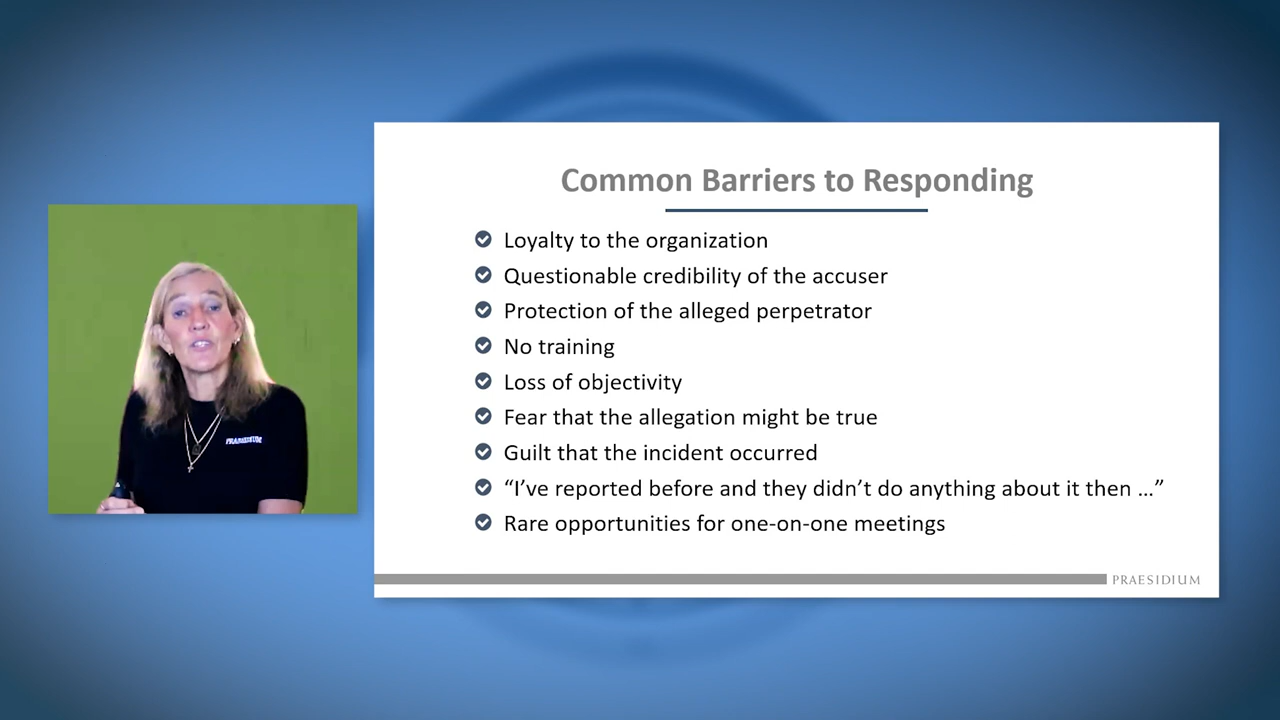 Common Barriers to Responding
Loyalty to the organization
Questionable credibility of the accuser
Protection of the alleged perpetrator
No training
Loss of objectivity
Fear that the allegation might be true
Guilt that the incident occurred
“I’ve reported before and they didn’t do anything about it then …”
Rare opportunities for one-on-one meetings
PRAESIDIUM
PRAESIDIUM